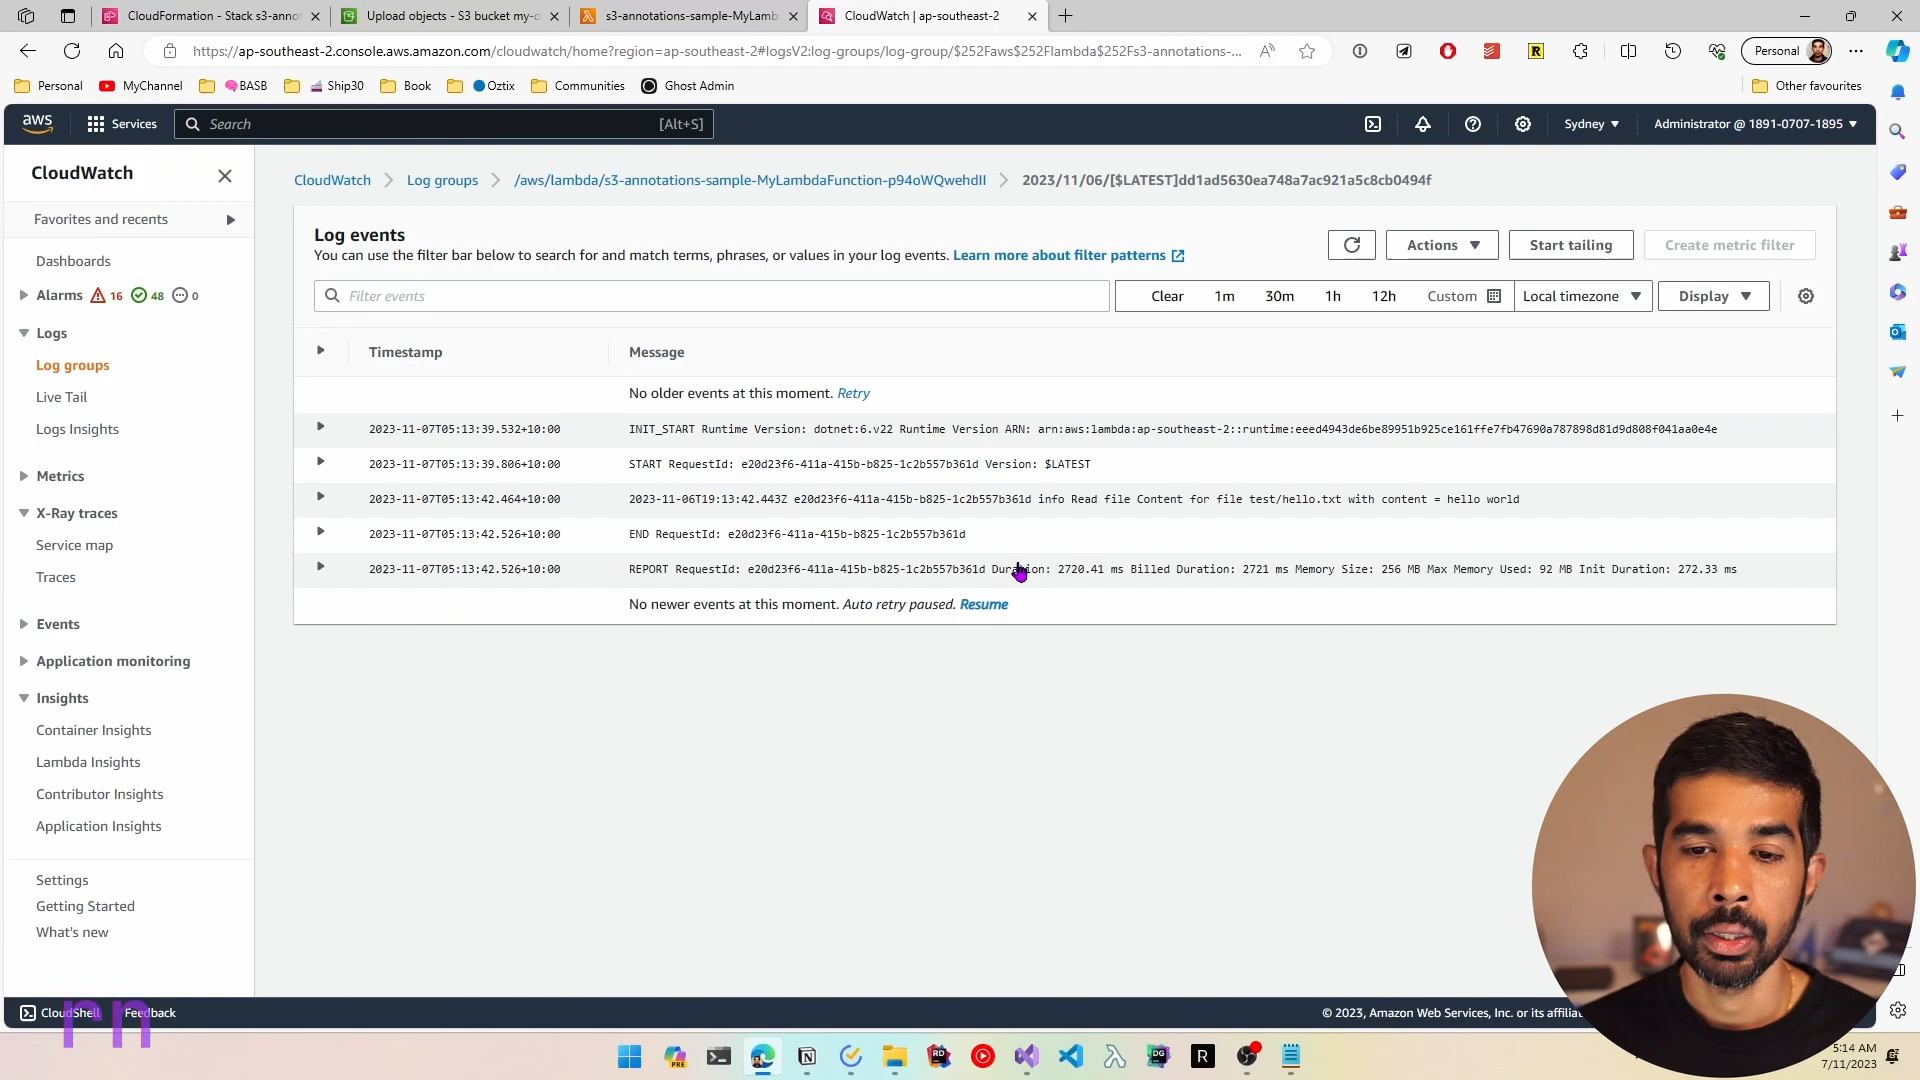 CloudFormation - Stack s3-annot
Upload objects - S3 bucket my-d
s3-annotations-sample-MyLamb
CloudWatch | ap-southeast-2
https://ap-southeast-2.console.aws.amazon.com/cloudwatch/home?region=ap-southeast-2#logsV2:log-groups/log-group/$252Faws$252Flambda$252Fs3-annotations-...
Personal
Personal
MyChannel
BASB
Ship30
Book
Oztix
Communities
Ghost Admin
Other favourites
aws
Services
Search
[Alt+S]
Sydney
Administrator @ 1891-0707-1895
CloudWatch
Favorites and recents
Dashboards
Alarms 16 48 0
Logs
Log groups
Live Tail
Logs Insights
Metrics
X-Ray traces
Service map
Traces
Events
Application monitoring
Insights
Container Insights
Lambda Insights
Contributor Insights
Application Insights
Settings
Getting Started
What's new
CloudWatch
Log groups
/aws/lambda/s3-annotations-sample-MyLambdaFunction-p94oWQwehdII
2023/11/06/[$LATEST]dd1ad5630ea748a7ac921a5c8cb0494f
Log events
You can use the filter bar below to search for and match terms, phrases, or values in your log events. Learn more about filter patterns
Actions
Start tailing
Create metric filter
Filter events
Clear
1m
30m
1h
12h
Custom
Local timezone
Display
Timestamp
Message
No older events at this moment. Retry
2023-11-07T05:13:39.532+10:00 INIT_START Runtime Version: dotnet:6.v22 Runtime Version ARN: arn:aws:lambda:ap-southeast-2::runtime:eeed4943de6be89951b925ce161ffe7fb47690a787898d81d9d808f041aa0e4e
2023-11-07T05:13:39.806+10:00 START RequestId: e20d23f6-411a-415b-b825-1c2b557b361d Version: $LATEST
2023-11-07T05:13:42.464+10:00 2023-11-06T19:13:42.443Z e20d23f6-411a-415b-b825-1c2b557b361d info Read file Content for file test/hello.txt with content = hello world
2023-11-07T05:13:42.526+10:00 END RequestId: e20d23f6-411a-415b-b825-1c2b557b361d
2023-11-07T05:13:42.526+10:00 REPORT RequestId: e20d23f6-411a-415b-b825-1c2b557b361d Duration: 2720.41 ms Billed Duration: 2721 ms Memory Size: 256 MB Max Memory Used: 92 MB Init Duration: 272.33 ms
No newer events at this moment. Auto retry paused. Resume
CloudShell
Feedback
© 2023, Amazon Web Services, Inc. or its affilia
rn
PRE
RD
DG
R
5:14 AM
7/11/2023